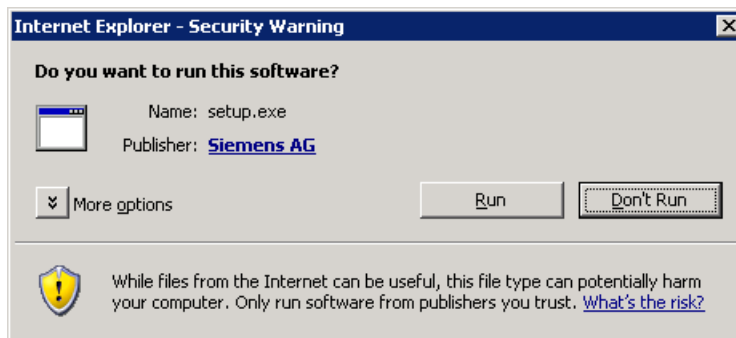 Internet Explorer - Security Warning
Do you want to run this software?
Name: setup.exe
Publisher: Siemens AG
More options
Run
Don't Run
While files from the Internet can be useful, this file type can potentially harm
your computer. Only run software from publishers you trust. What's the risk?